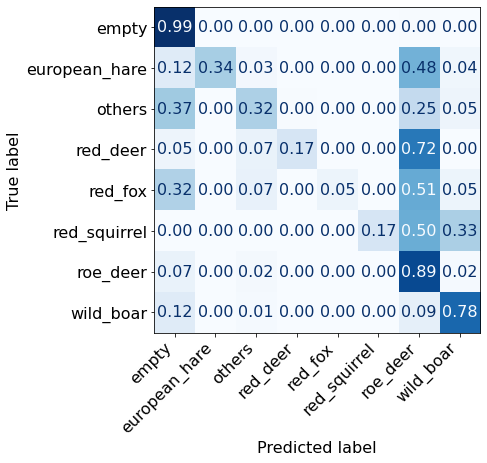 empty 0.99 0.00 0.00 0.00 0.00 0.00 0.00 0.00
european_hare 0.12 0.34 0.03 0.00 0.00 0.00 0.48 0.04
others 0.37 0.00 0.32 0.00 0.00 0.00 0.25 0.05
red_deer 0.05 0.00 0.07 0.17 0.00 0.00 0.72 0.00
red_fox 0.32 0.00 0.07 0.00 0.05 0.00 0.51 0.05
red_squirrel 0.00 0.00 0.00 0.00 0.00 0.17 0.50 0.33
roe_deer 0.07 0.00 0.02 0.00 0.00 0.00 0.89 0.02
wild_boar 0.12 0.00 0.01 0.00 0.00 0.00 0.09 0.78
True label
empty european_hare others red_deer red_fox red_squirrel roe_deer wild_boar
Predicted label